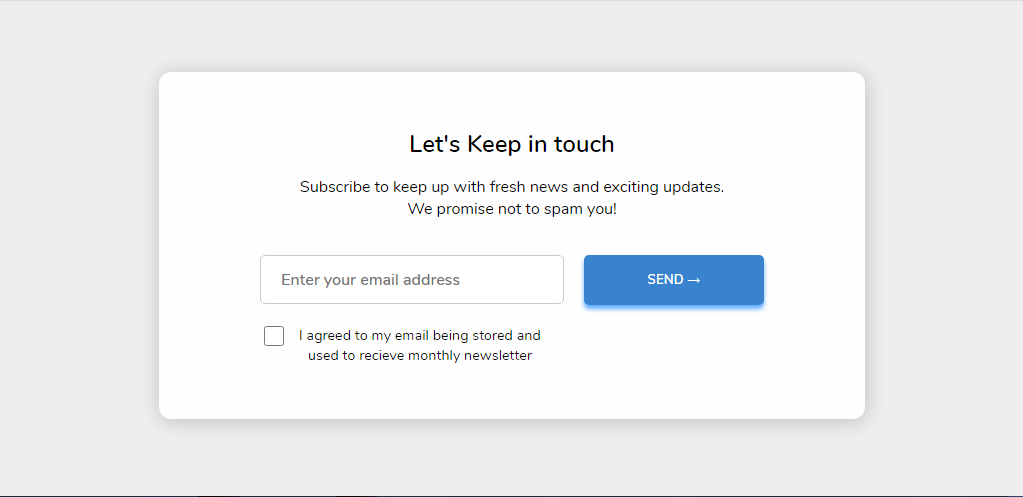 Let's Keep in touch
Subscribe to keep up with fresh news and exciting updates.
We promise not to spam you!
Enter your email address
SEND →
I agreed to my email being stored and
used to recieve monthly newsletter